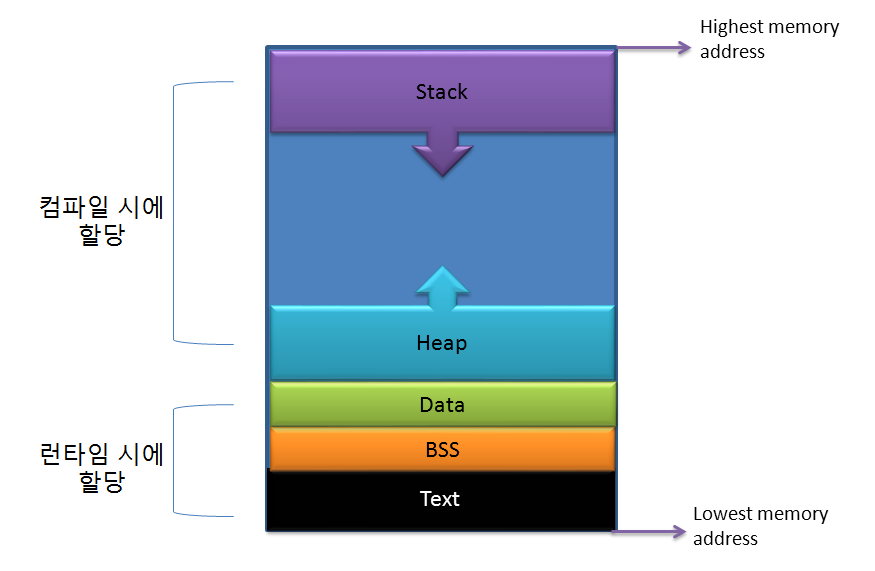 Highest memory
address
Stack
컴파일 시에
할당
Heap
Data
BSS
런타임 시에
할당
Text
Lowest memory
address